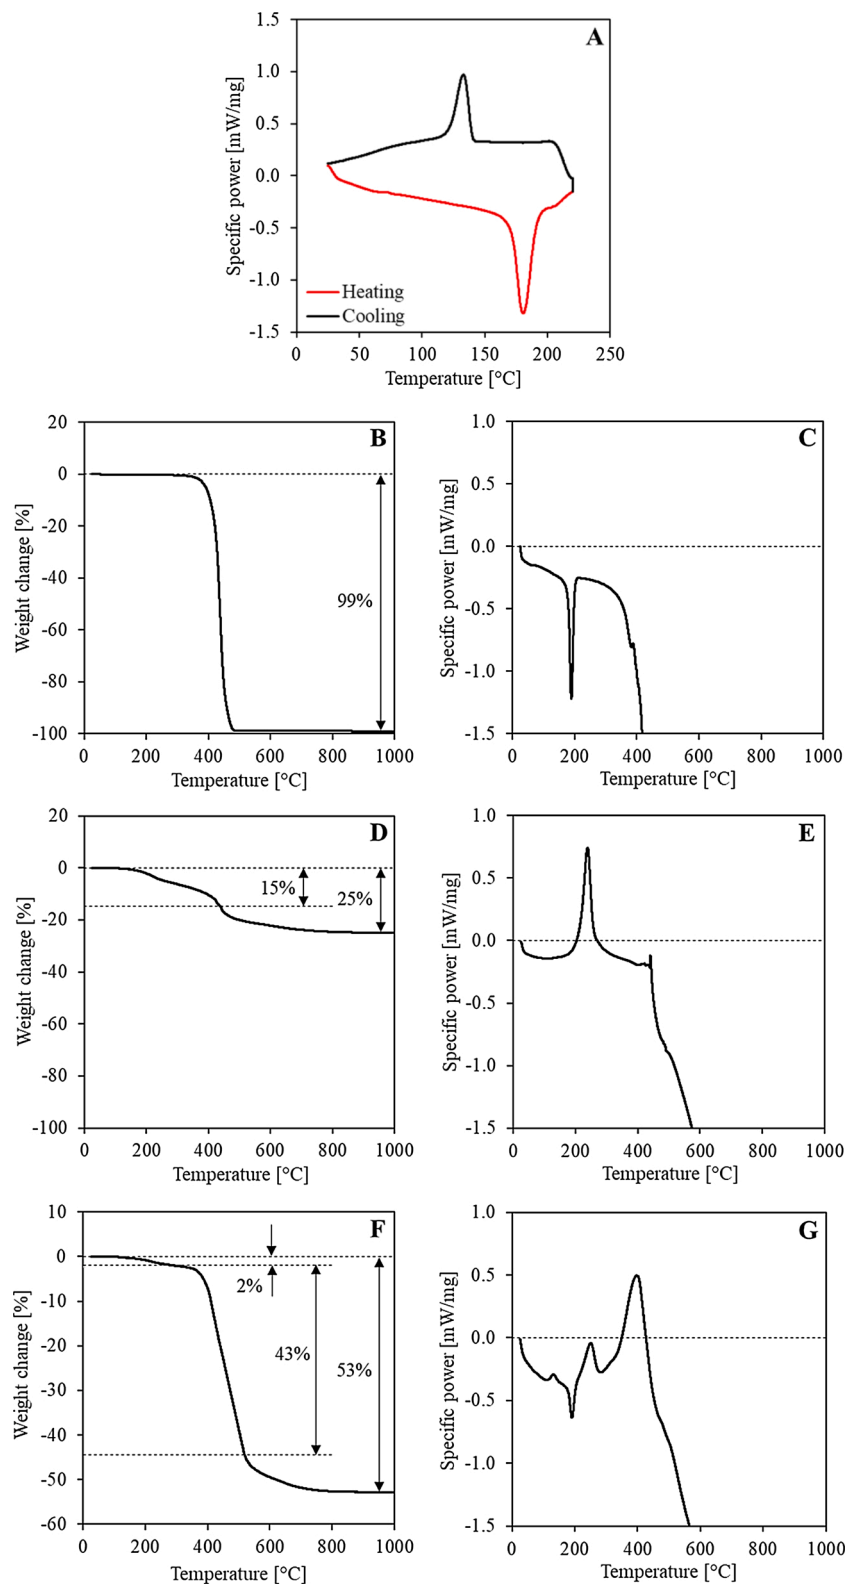 A
1.5
1.0
0.5
0.0
-0.5
-1.0
-1.5
Specific power [mW/mg]
Heating
Cooling
0 50 100 150 200 250
Temperature [°C]
B
20
0
-20
-40
-60
-80
-100
Weight change [%]
99%
0 200 400 600 800 1000
Temperature [°C]
C
1.0
0.5
0.0
-0.5
-1.0
-1.5
Specific power [mW/mg]
0 200 400 600 800 1000
Temperature [°C]
D
20
0
-20
-40
-60
-80
-100
Weight change [%]
15%
25%
0 200 400 600 800 1000
Temperature [°C]
E
1.0
0.5
0.0
-0.5
-1.0
-1.5
Specific power [mW/mg]
0 200 400 600 800 1000
Temperature [°C]
F
10
0
-10
-20
-30
-40
-50
-60
Weight change [%]
2%
43%
53%
0 200 400 600 800 1000
Temperature [°C]
G
1.0
0.5
0.0
-0.5
-1.0
-1.5
Specific power [mW/mg]
0 200 400 600 800 1000
Temperature [°C]